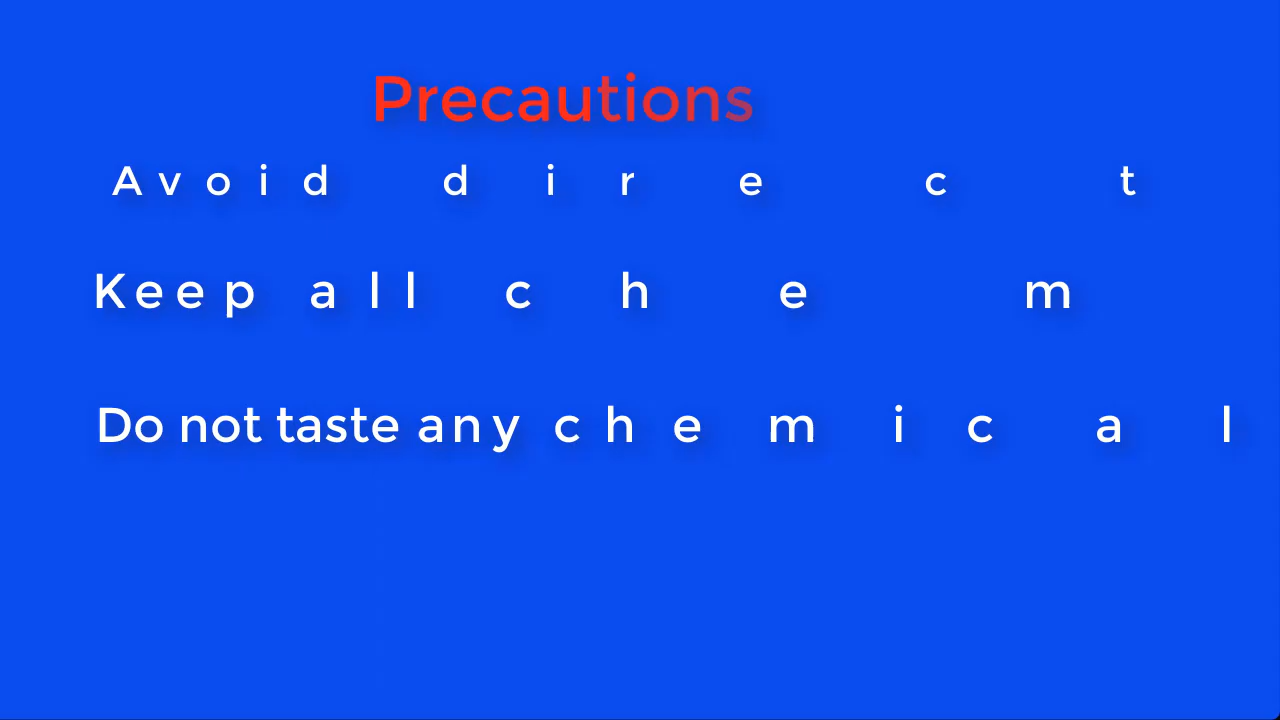 Precautions
Avoid direct
Keep all chem
Do not taste any chemical